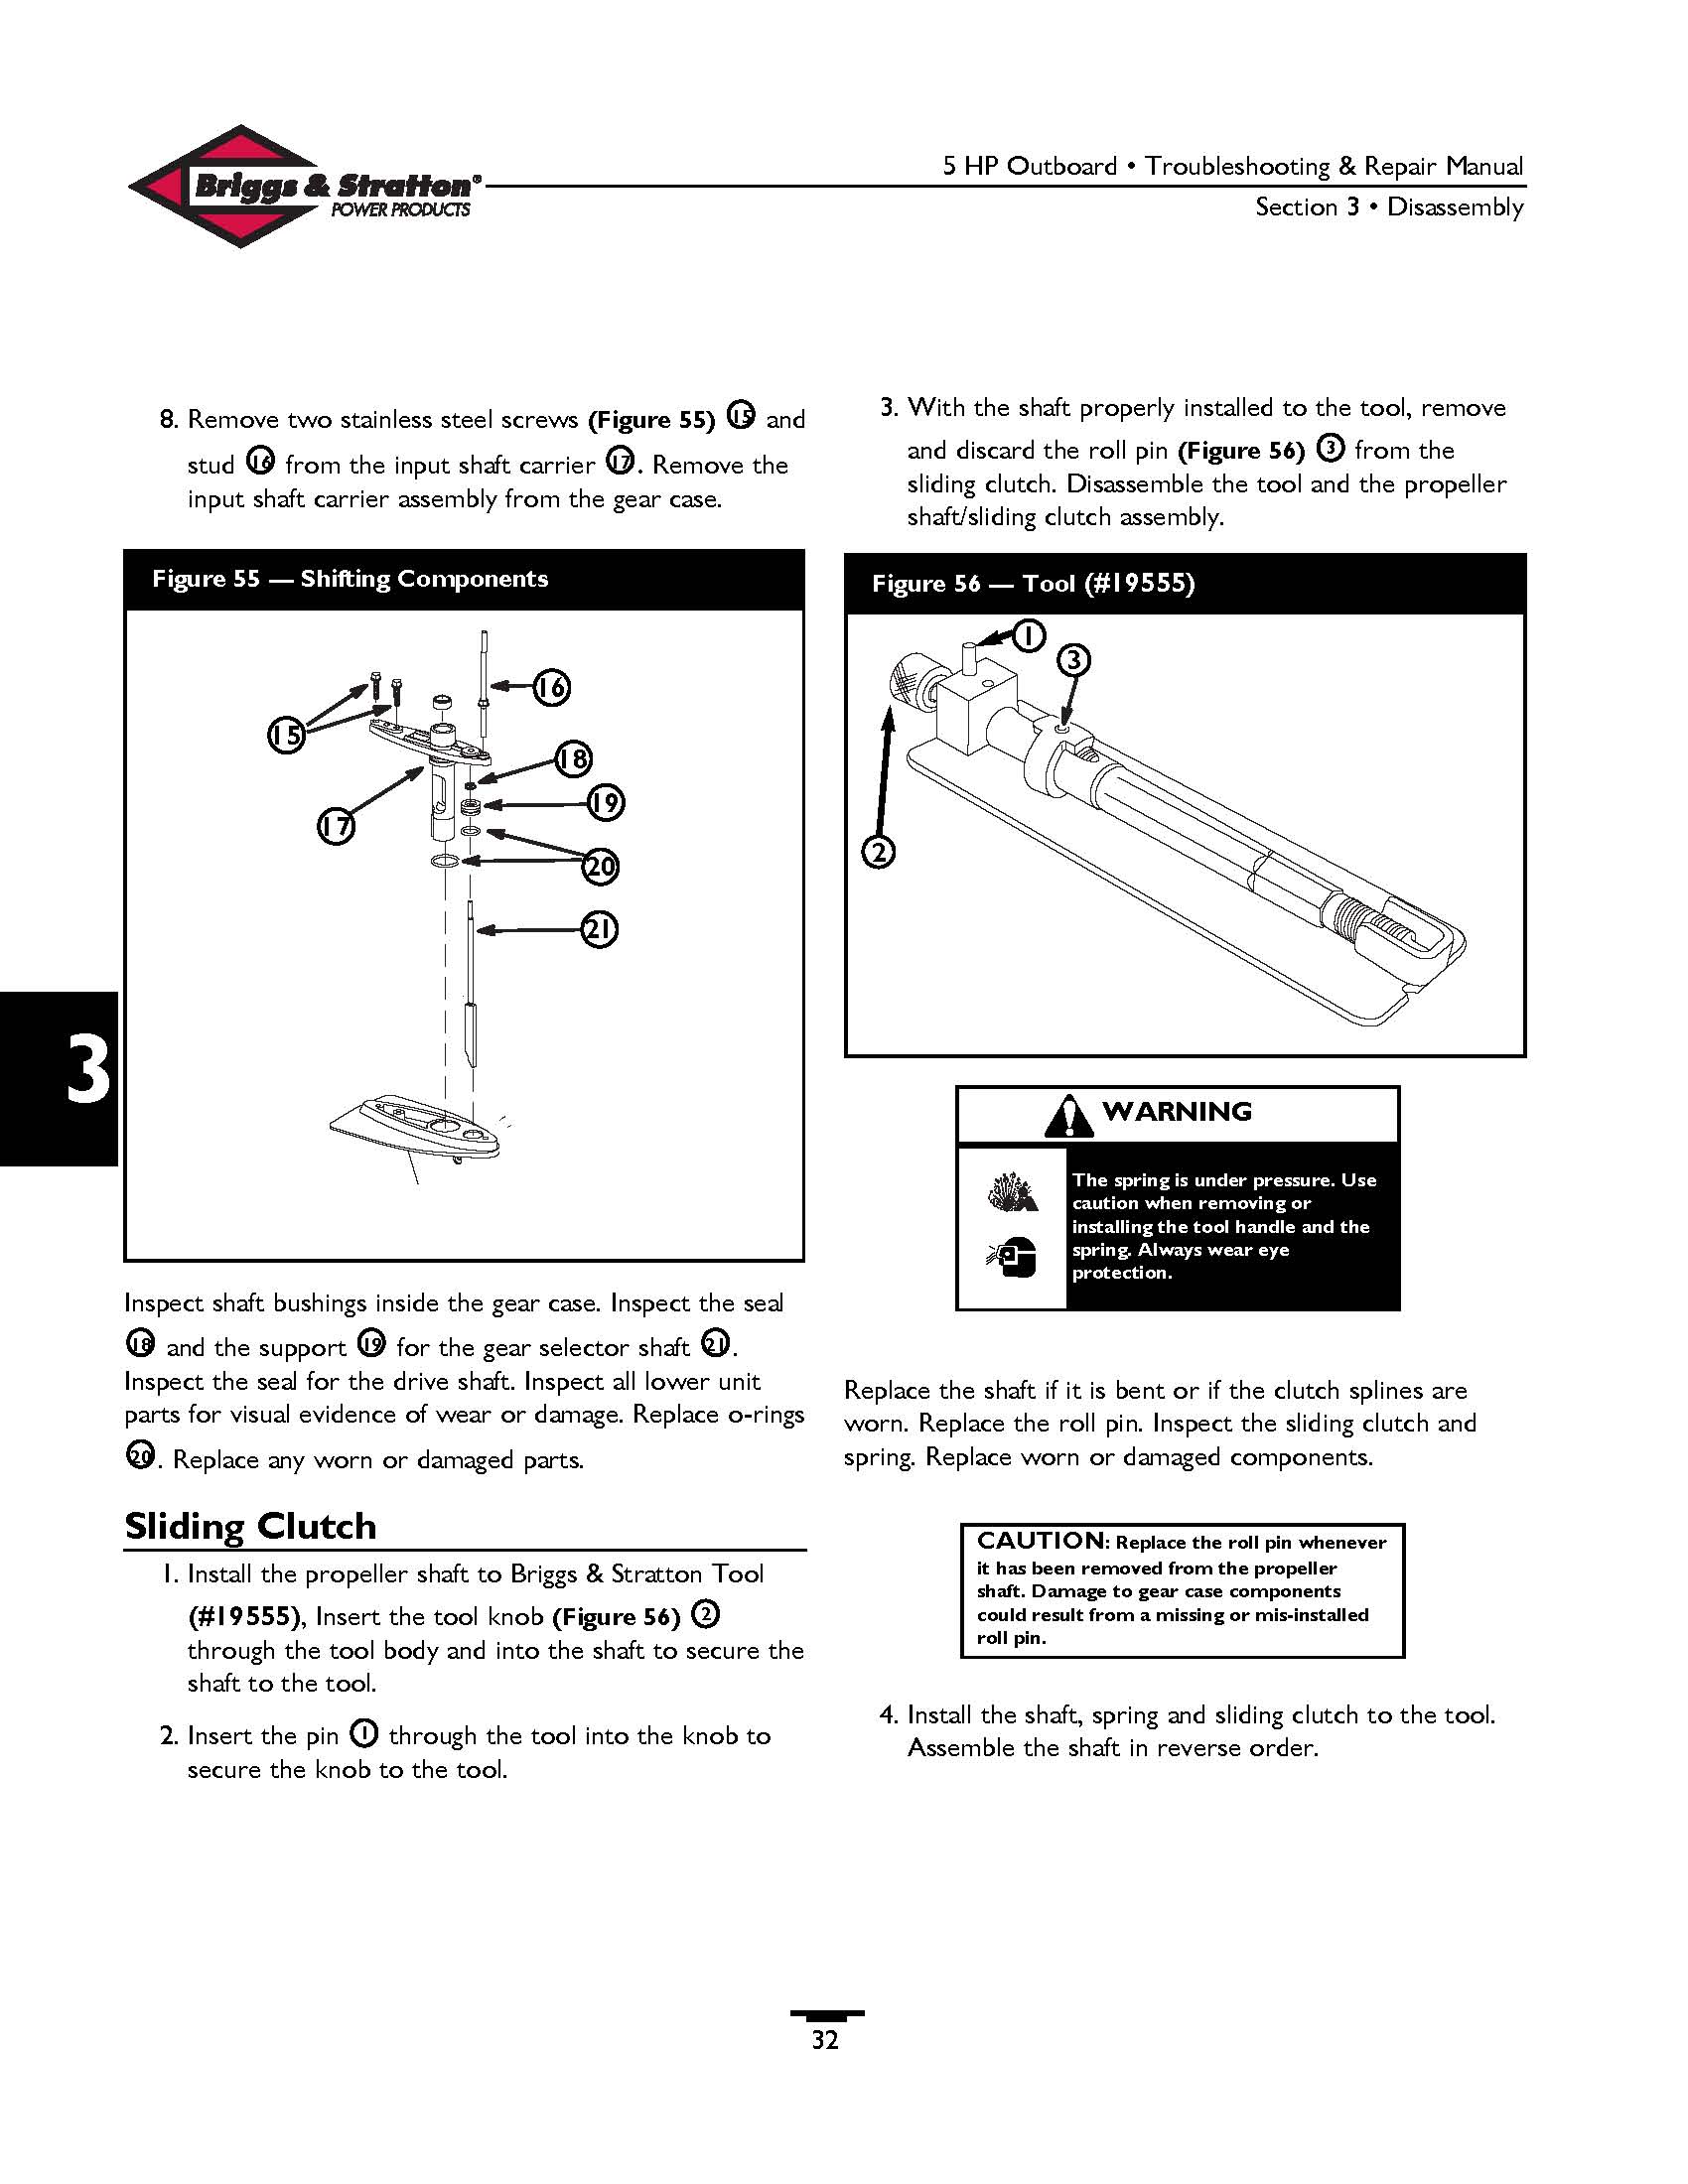 Briggs & Stratton®
POWER PRODUCTS
5 HP Outboard • Troubleshooting & Repair Manual
Section 3 • Disassembly
8. Remove two stainless steel screws (Figure 55) 15 and
stud 16 from the input shaft carrier 17. Remove the
input shaft carrier assembly from the gear case.
Figure 55 — Shifting Components
16
15
18
19
17
20
21
3
Inspect shaft bushings inside the gear case. Inspect the seal
18 and the support 19 for the gear selector shaft 21.
Inspect the seal for the drive shaft. Inspect all lower unit
parts for visual evidence of wear or damage. Replace o-rings
20. Replace any worn or damaged parts.
Sliding Clutch
1. Install the propeller shaft to Briggs & Stratton Tool
(#19555), Insert the tool knob (Figure 56) 2
through the tool body and into the shaft to secure the
shaft to the tool.
2. Insert the pin 1 through the tool into the knob to
secure the knob to the tool.
3. With the shaft properly installed to the tool, remove
and discard the roll pin (Figure 56) 3 from the
sliding clutch. Disassemble the tool and the propeller
shaft/sliding clutch assembly.
Figure 56 — Tool (#19555)
1
3
2
WARNING
The spring is under pressure. Use
caution when removing or
installing the tool handle and the
spring. Always wear eye
protection.
Replace the shaft if it is bent or if the clutch splines are
worn. Replace the roll pin. Inspect the sliding clutch and
spring. Replace worn or damaged components.
CAUTION: Replace the roll pin whenever
it has been removed from the propeller
shaft. Damage to gear case components
could result from a missing or mis-installed
roll pin.
4. Install the shaft, spring and sliding clutch to the tool.
Assemble the shaft in reverse order.
32